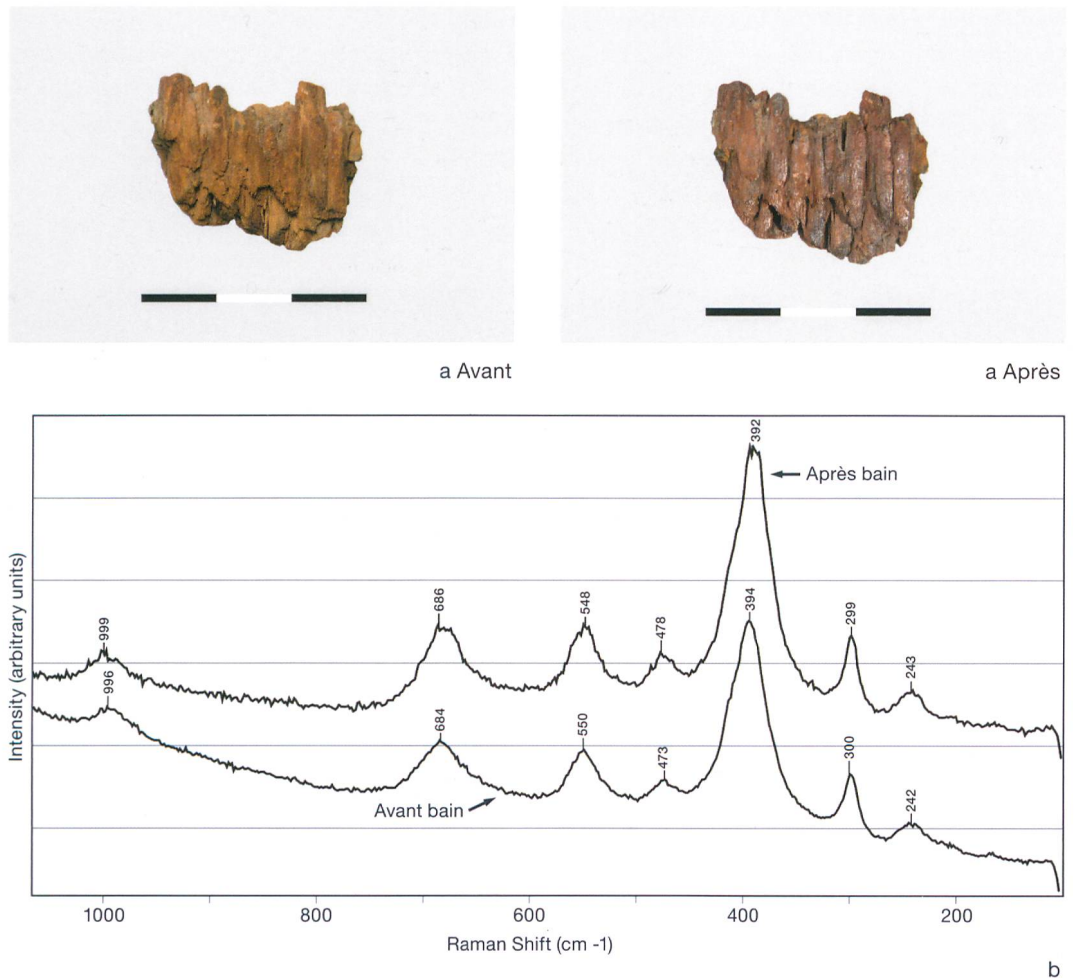 a Avant
a Après
392
Après bain
394
686
548
299
478
999
243
996
684
550
300
473
242
Avant bain
Intensity (arbitrary units)
1000
800
600
400
200
Raman Shift (cm -1)
b